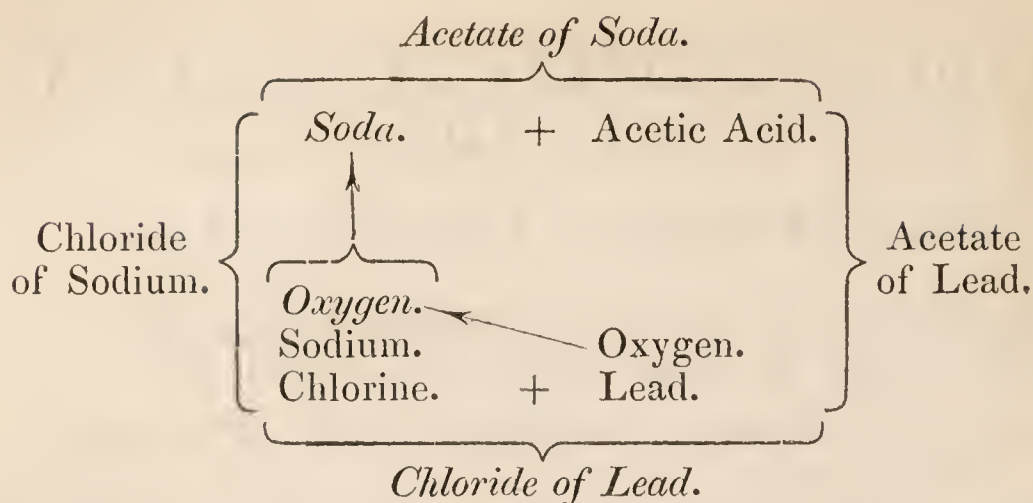 Acetate of Soda.
Soda. + Acetic Acid.
Chloride
of Sodium.
Acetate
of Lead.
Oxygen.
Sodium. Oxygen.
Chlorine. + Lead.
Chloride of Lead.